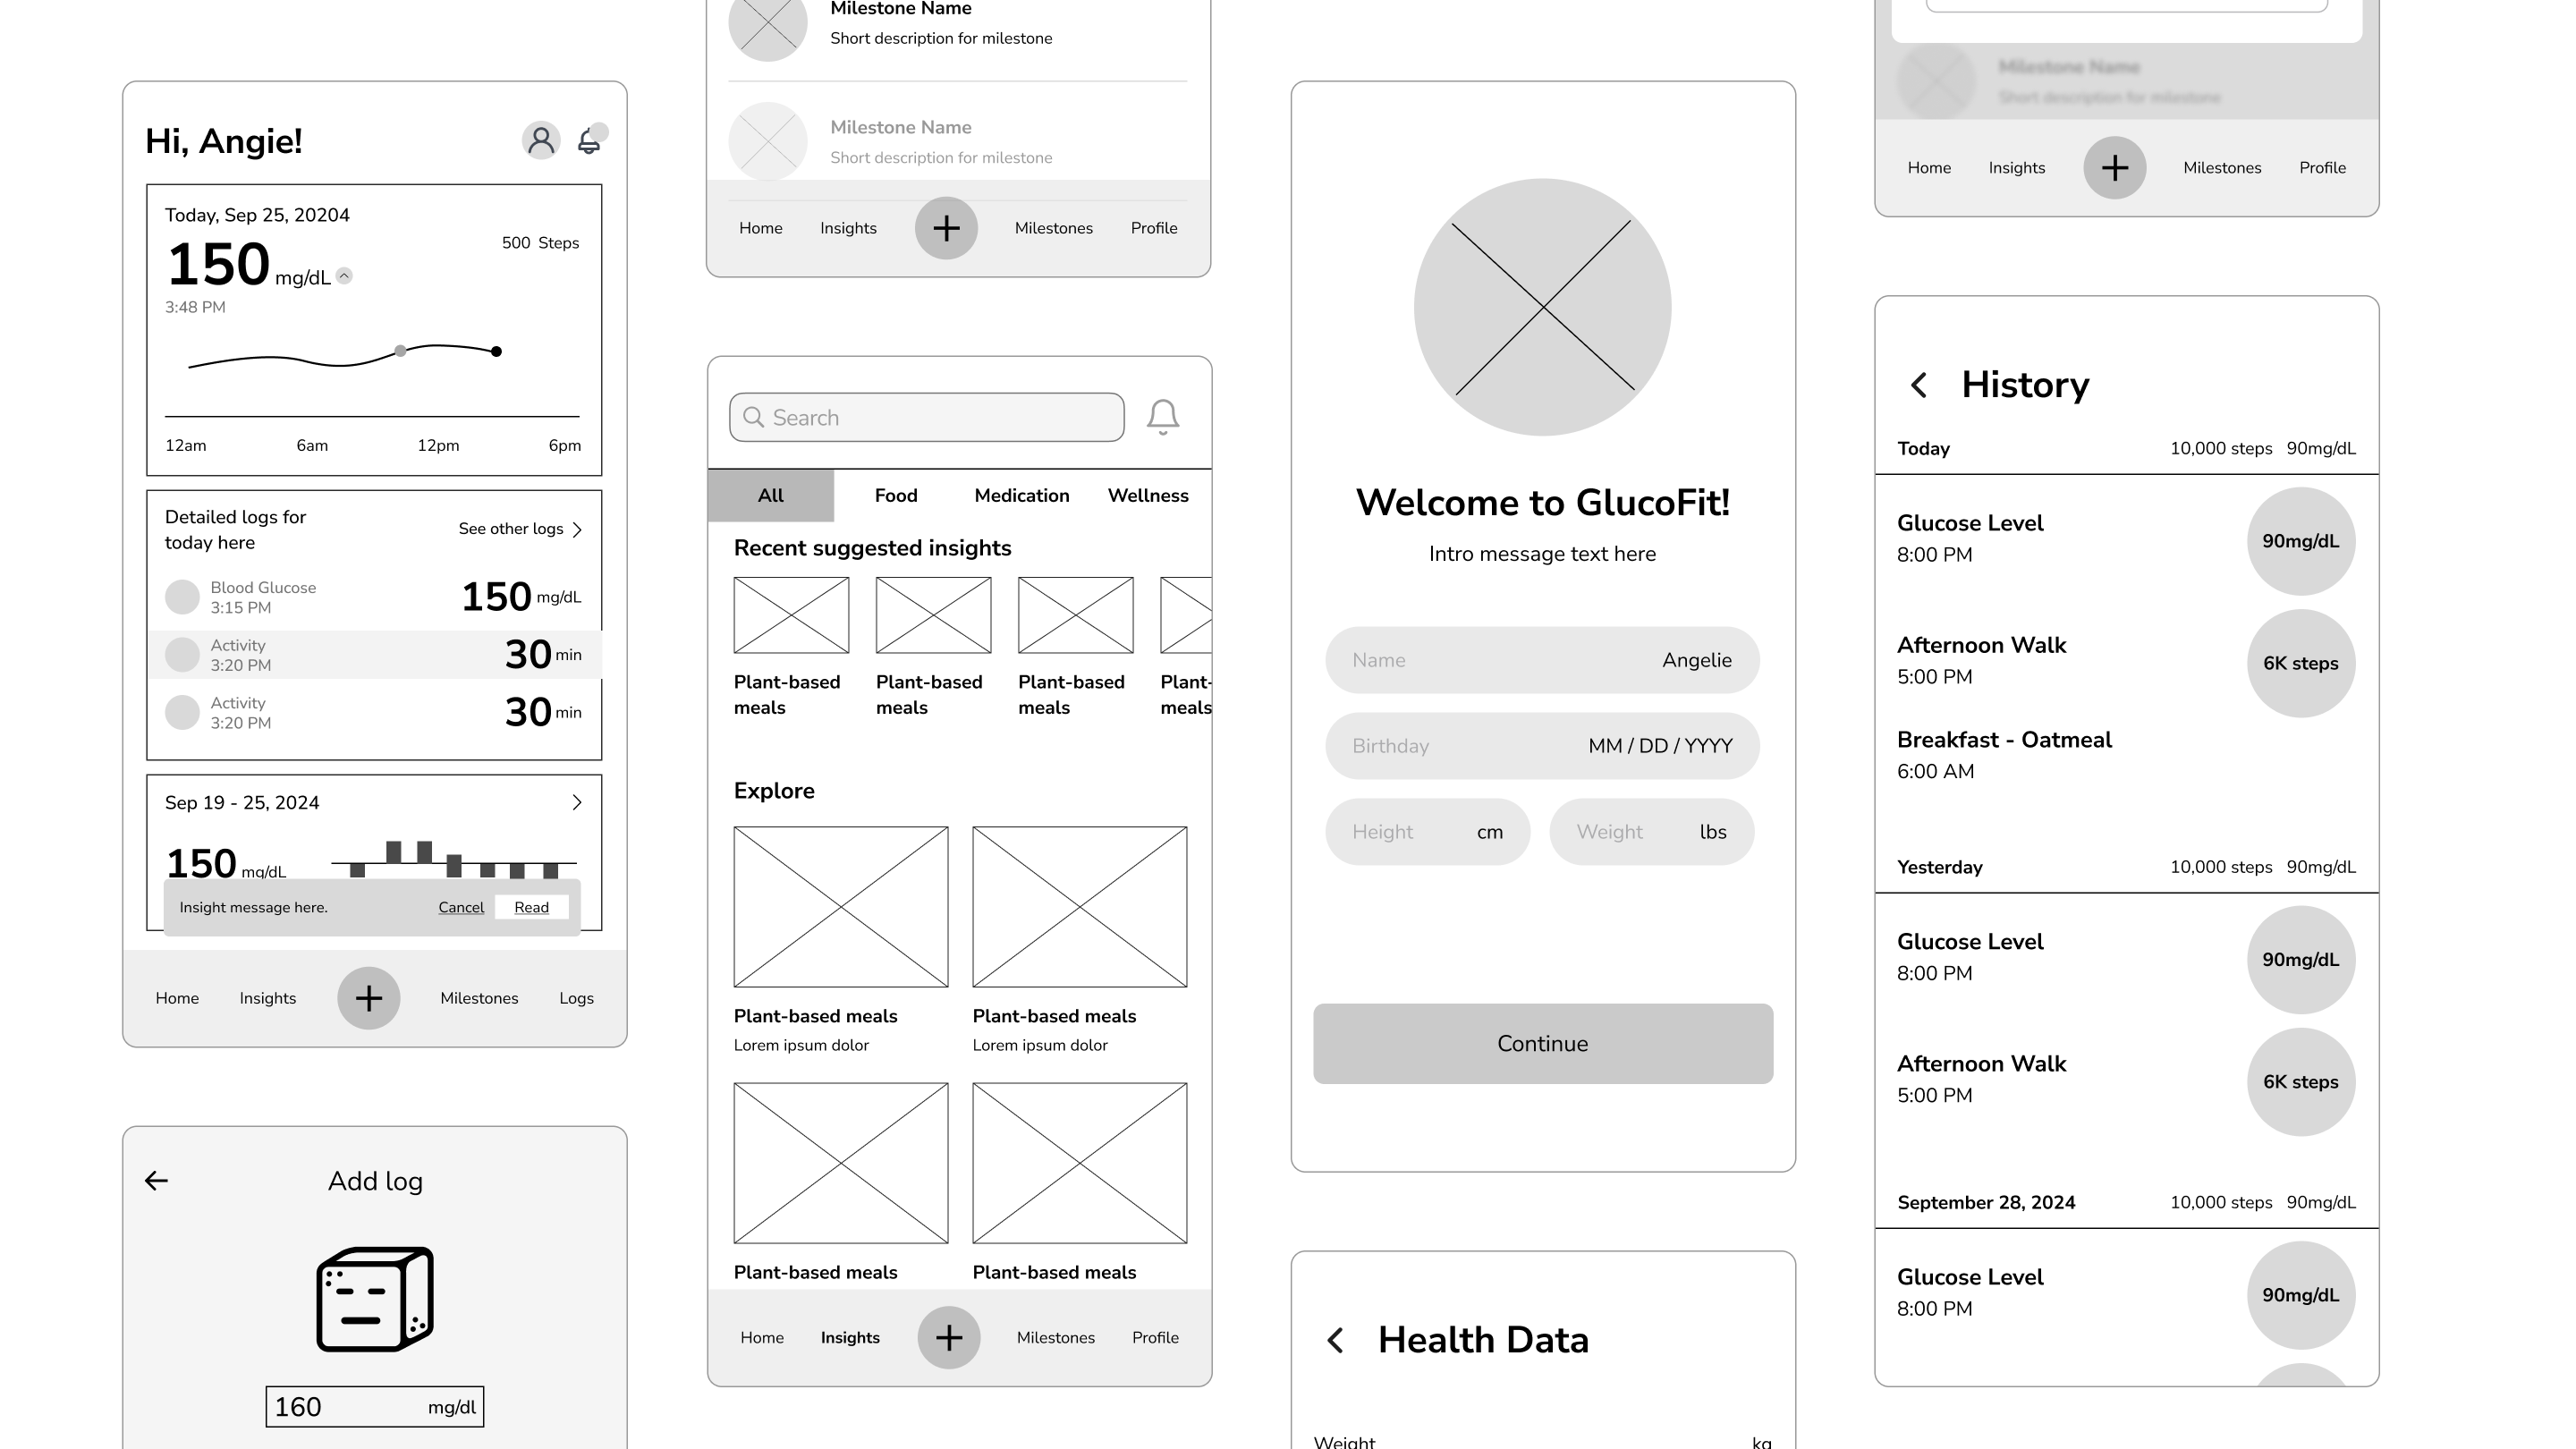 Hi, Angie!
Today, Sep 25, 20204
150 mg/dL
500 Steps
3:48 PM
12am 6am 12pm 6pm
Detailed logs for
today here
See other logs
Blood Glucose
3:15 PM
150 mg/dL
Activity
3:20 PM
30 min
Activity
3:20 PM
30 min
Sep 19 - 25, 2024
150 mg/dL
Insight message here. Cancel Read
Home Insights Milestones Logs
Add log
160 mg/dl
Milestone Name
Short description for milestone
Milestone Name
Short description for milestone
Home Insights Milestones Profile
Search
All Food Medication Wellness
Recent suggested insights
Plant-based
meals
Plant-based
meals
Plant-based
meals
Plant-
meals
Explore
Plant-based meals
Lorem ipsum dolor
Plant-based meals
Lorem ipsum dolor
Plant-based meals
Plant-based meals
Home Insights Milestones Profile
Welcome to GlucoFit!
Intro message text here
Name Angelie
Birthday MM / DD / YYYY
Height cm
Weight lbs
Continue
Health Data
Weight kg
Milestone Name
Short description for milestone
Home Insights Milestones Profile
History
Today 10,000 steps 90mg/dL
Glucose Level
8:00 PM
90mg/dL
Afternoon Walk
5:00 PM
6K steps
Breakfast - Oatmeal
6:00 AM
Yesterday 10,000 steps 90mg/dL
Glucose Level
8:00 PM
90mg/dL
Afternoon Walk
5:00 PM
6K steps
September 28, 2024 10,000 steps 90mg/dL
Glucose Level
8:00 PM
90mg/dL